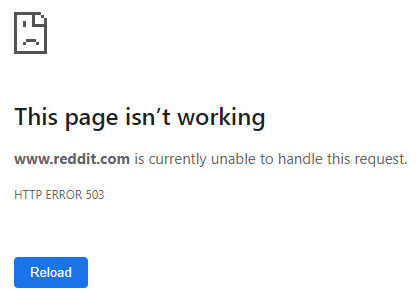 This page isn’t working
www.reddit.com is currently unable to handle this request.
HTTP ERROR 503
Reload